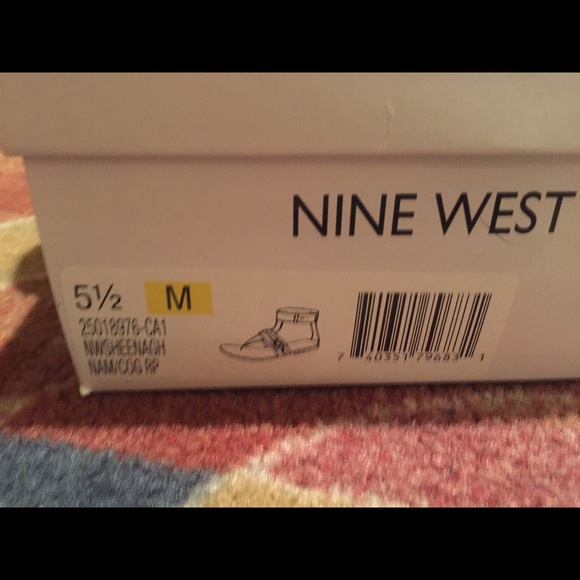 NINE WEST
5½ M
25018976-CA1
NWSHEENAGH
NAM/COG RP
7 40351 79683 1